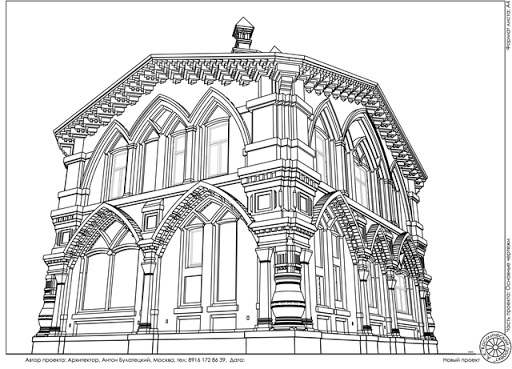 Формат листа: А4
Часть проекта: Основные чертежи
Автор проекта: Архитектор, Антон Булатецкий, Москва, тел: 8916 172 86 39, Дата:
Новый проект